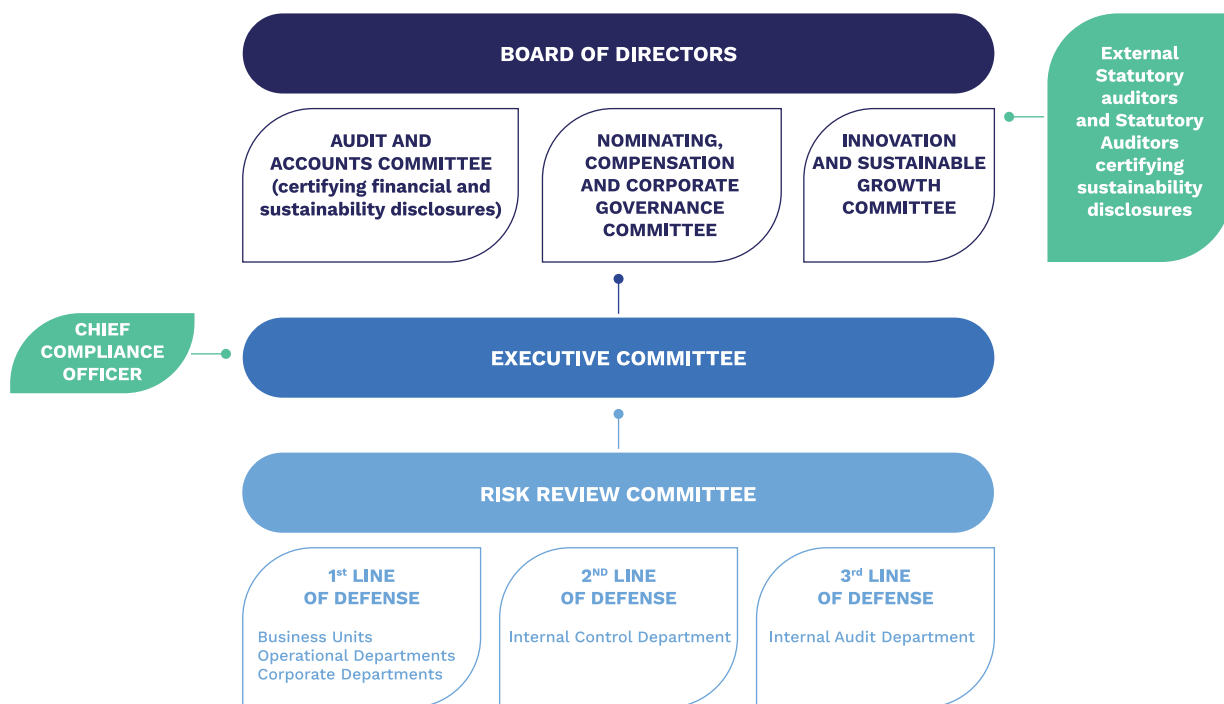 BOARD OF DIRECTORS
External
Statutory
auditors
and Statutory
Auditors
certifying
sustainability
disclosures
AUDIT AND
ACCOUNTS COMMITTEE
(certifying financial and
sustainability disclosures)
NOMINATING,
COMPENSATION
AND CORPORATE
GOVERNANCE
COMMITTEE
INNOVATION
AND SUSTAINABLE
GROWTH
COMMITTEE
CHIEF
COMPLIANCE
OFFICER
EXECUTIVE COMMITTEE
RISK REVIEW COMMITTEE
1st LINE
OF DEFENSE
Business Units
Operational Departments
Corporate Departments
2ND LINE
OF DEFENSE
Internal Control Department
3rd LINE
OF DEFENSE
Internal Audit Department